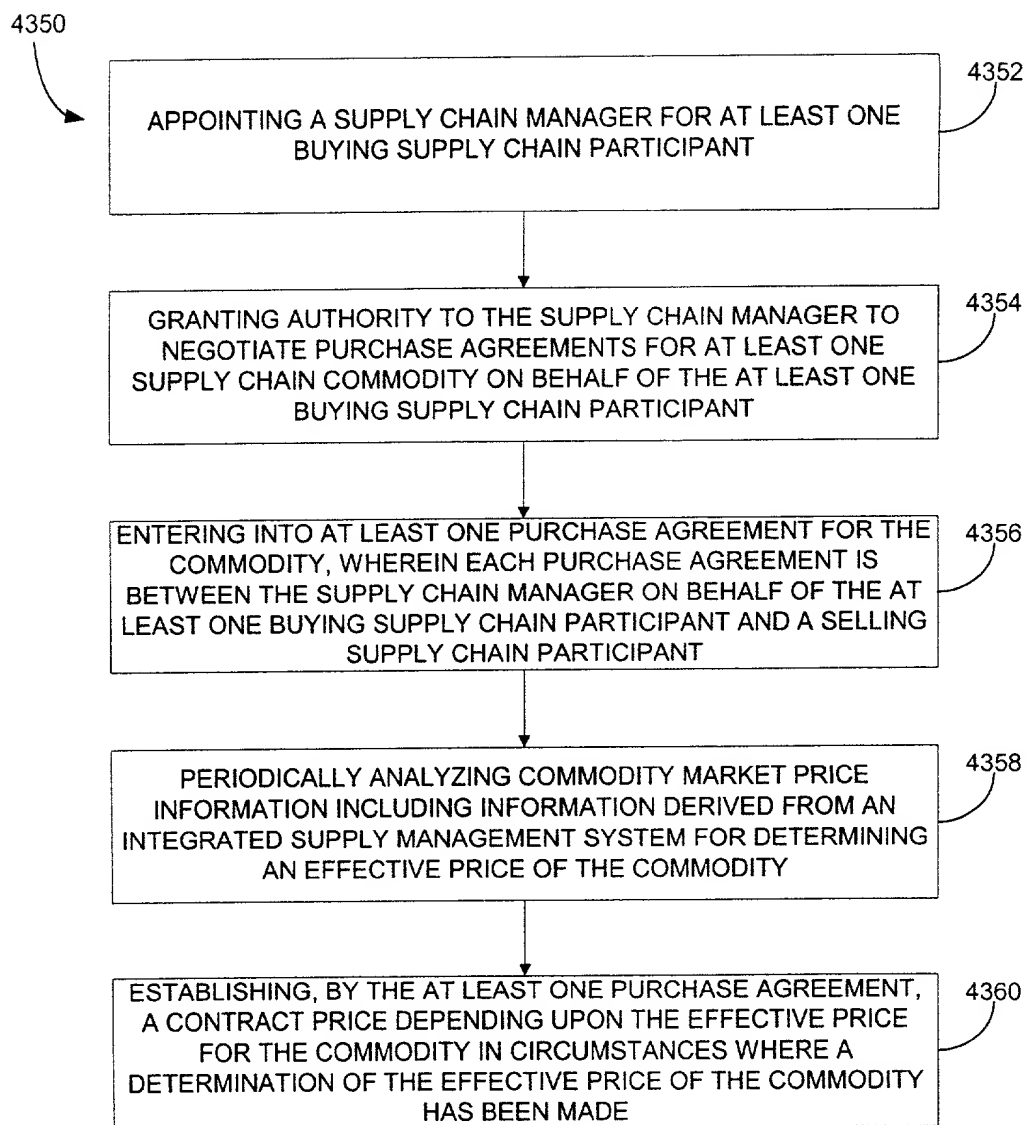 4350
4352
APPOINTING A SUPPLY CHAIN MANAGER FOR AT LEAST ONE
BUYING SUPPLY CHAIN PARTICIPANT
4354
GRANTING AUTHORITY TO THE SUPPLY CHAIN MANAGER TO
NEGOTIATE PURCHASE AGREEMENTS FOR AT LEAST ONE
SUPPLY CHAIN COMMODITY ON BEHALF OF THE AT LEAST ONE
BUYING SUPPLY CHAIN PARTICIPANT
4356
ENTERING INTO AT LEAST ONE PURCHASE AGREEMENT FOR THE
COMMODITY, WHEREIN EACH PURCHASE AGREEMENT IS
BETWEEN THE SUPPLY CHAIN MANAGER ON BEHALF OF THE AT
LEAST ONE BUYING SUPPLY CHAIN PARTICIPANT AND A SELLING
SUPPLY CHAIN PARTICIPANT
4358
PERIODICALLY ANALYZING COMMODITY MARKET PRICE
INFORMATION INCLUDING INFORMATION DERIVED FROM AN
INTEGRATED SUPPLY MANAGEMENT SYSTEM FOR DETERMINING
AN EFFECTIVE PRICE OF THE COMMODITY
4360
ESTABLISHING, BY THE AT LEAST ONE PURCHASE AGREEMENT,
A CONTRACT PRICE DEPENDING UPON THE EFFECTIVE PRICE
FOR THE COMMODITY IN CIRCUMSTANCES WHERE A
DETERMINATION OF THE EFFECTIVE PRICE OF THE COMMODITY
HAS BEEN MADE